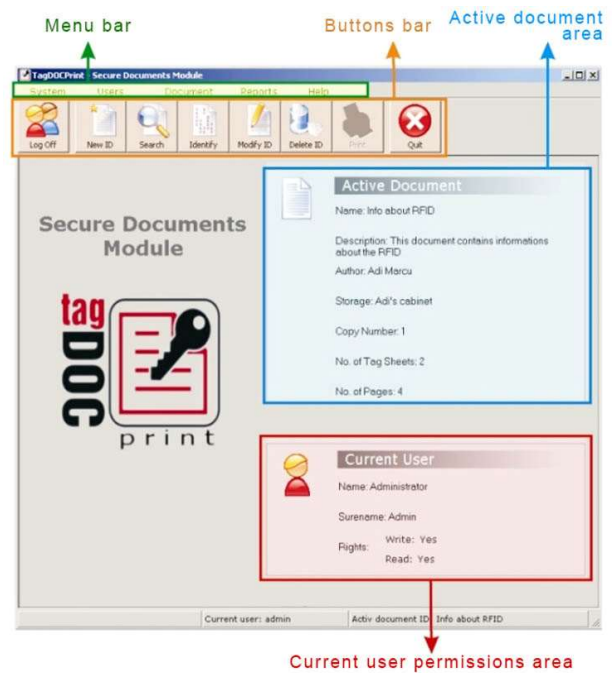 Menu bar
Buttons bar
Active document
area
TagDOCPrint - Secure Documents Module
System Users Document Reports Help
Log Off New ID Search Identify Modify ID Delete ID Print Quit
Secure Documents
Module
tag
DOC
print
Active Document
Name: Info about RFID
Description: This document contains informations
about the RFID
Author: Adi Marcu
Storage: Adi's cabinet
Copy Number: 1
No. of Tag Sheets: 2
No. of Pages: 4
Current User
Name: Administrator
Surename: Admin
Rights: Write: Yes
Read: Yes
Current user: admin Activ document ID: Info about RFID
Current user permissions area